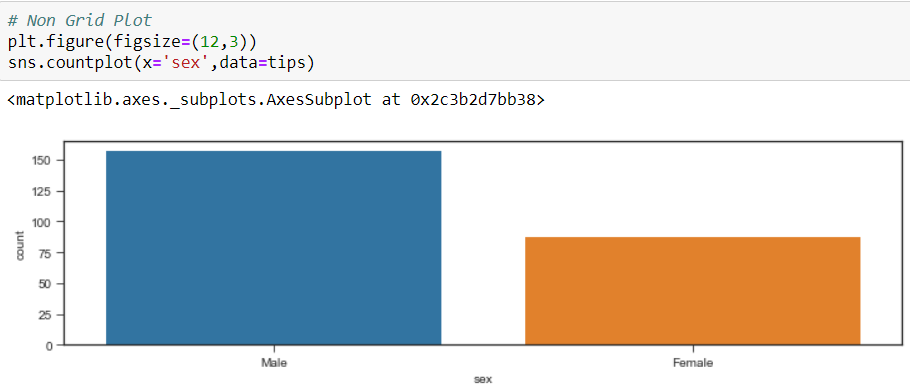 # Non Grid Plot
plt.figure(figsize=(12,3))
sns.countplot(x='sex',data=tips)
<matplotlib.axes._subplots.AxesSubplot at 0x2c3b2d7bb38>
150
125
100
75
50
25
0
count
Male Female
sex